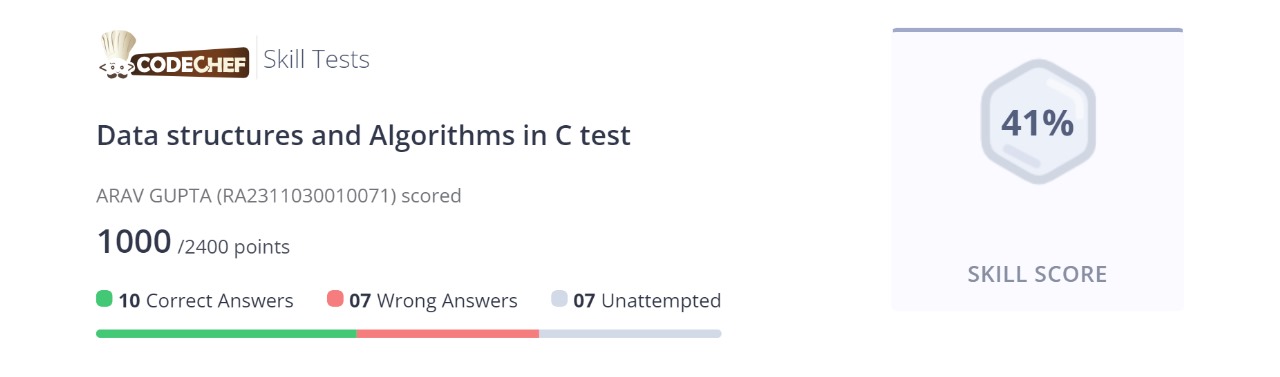 CODECHEF Skill Tests
Data structures and Algorithms in C test
ARAV GUPTA (RA2311030010071) scored
1000 /2400 points
10 Correct Answers 07 Wrong Answers 07 Unattempted
41%
SKILL SCORE